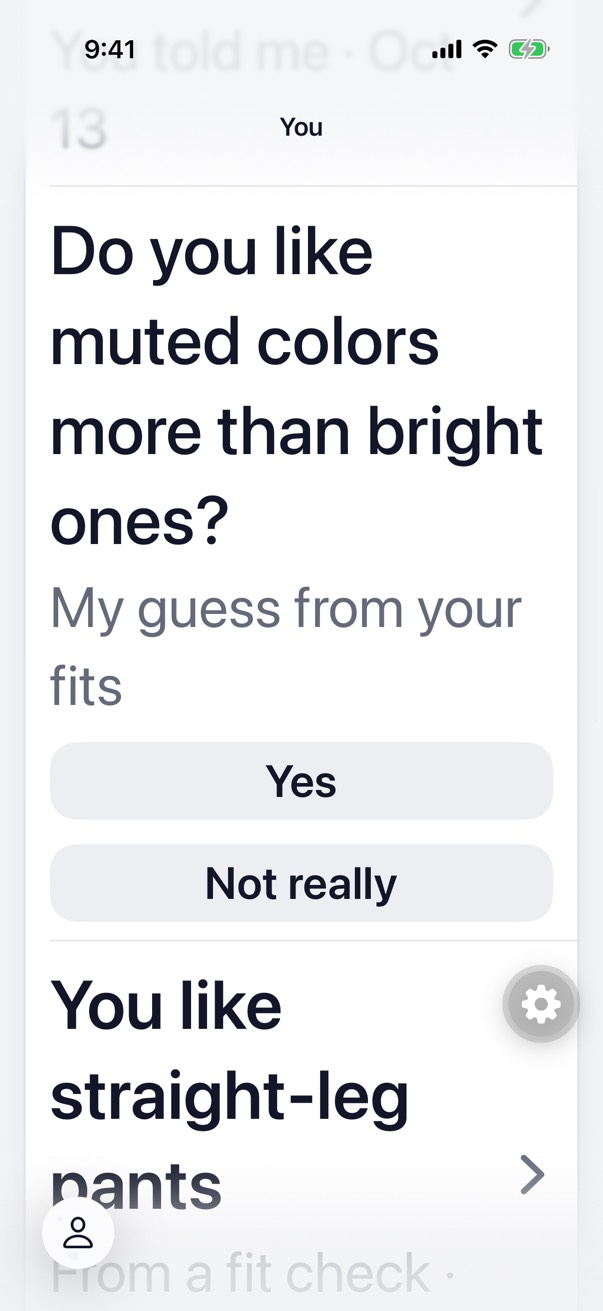 9:41
You told me · Oct
13
You
Do you like
muted colors
more than bright
ones?
My guess from your
fits
Yes
Not really
You like
straight-leg
pants
From a fit check ·